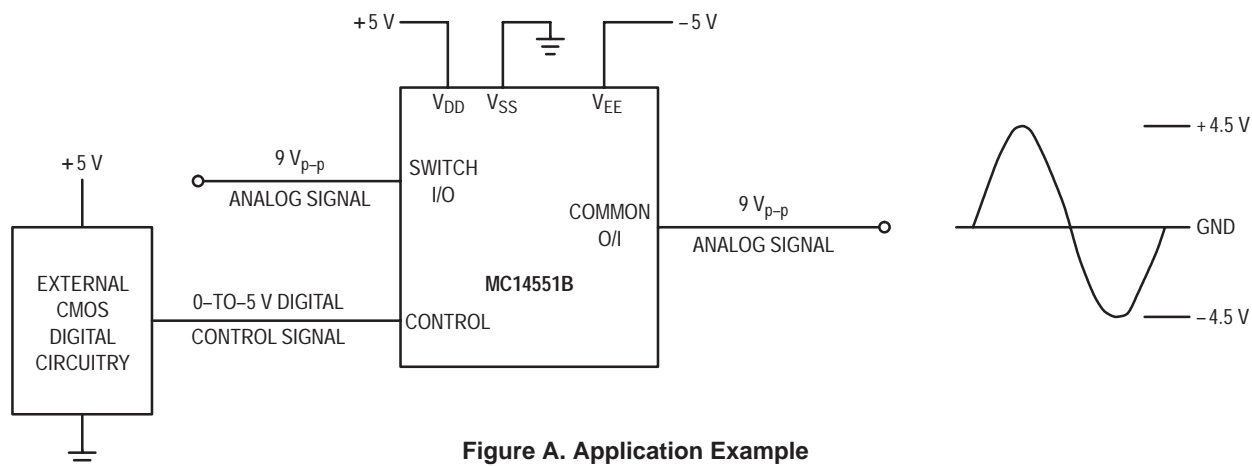 +5 V
−5 V
VDD
VSS
VEE
+5 V
9 Vp–p
ANALOG SIGNAL
SWITCH
I/O
COMMON
O/I
9 Vp–p
ANALOG SIGNAL
+ 4.5 V
GND
− 4.5 V
EXTERNAL
CMOS
DIGITAL
CIRCUITRY
0–TO–5 V DIGITAL
CONTROL SIGNAL
CONTROL
MC14551B
Figure A. Application Example